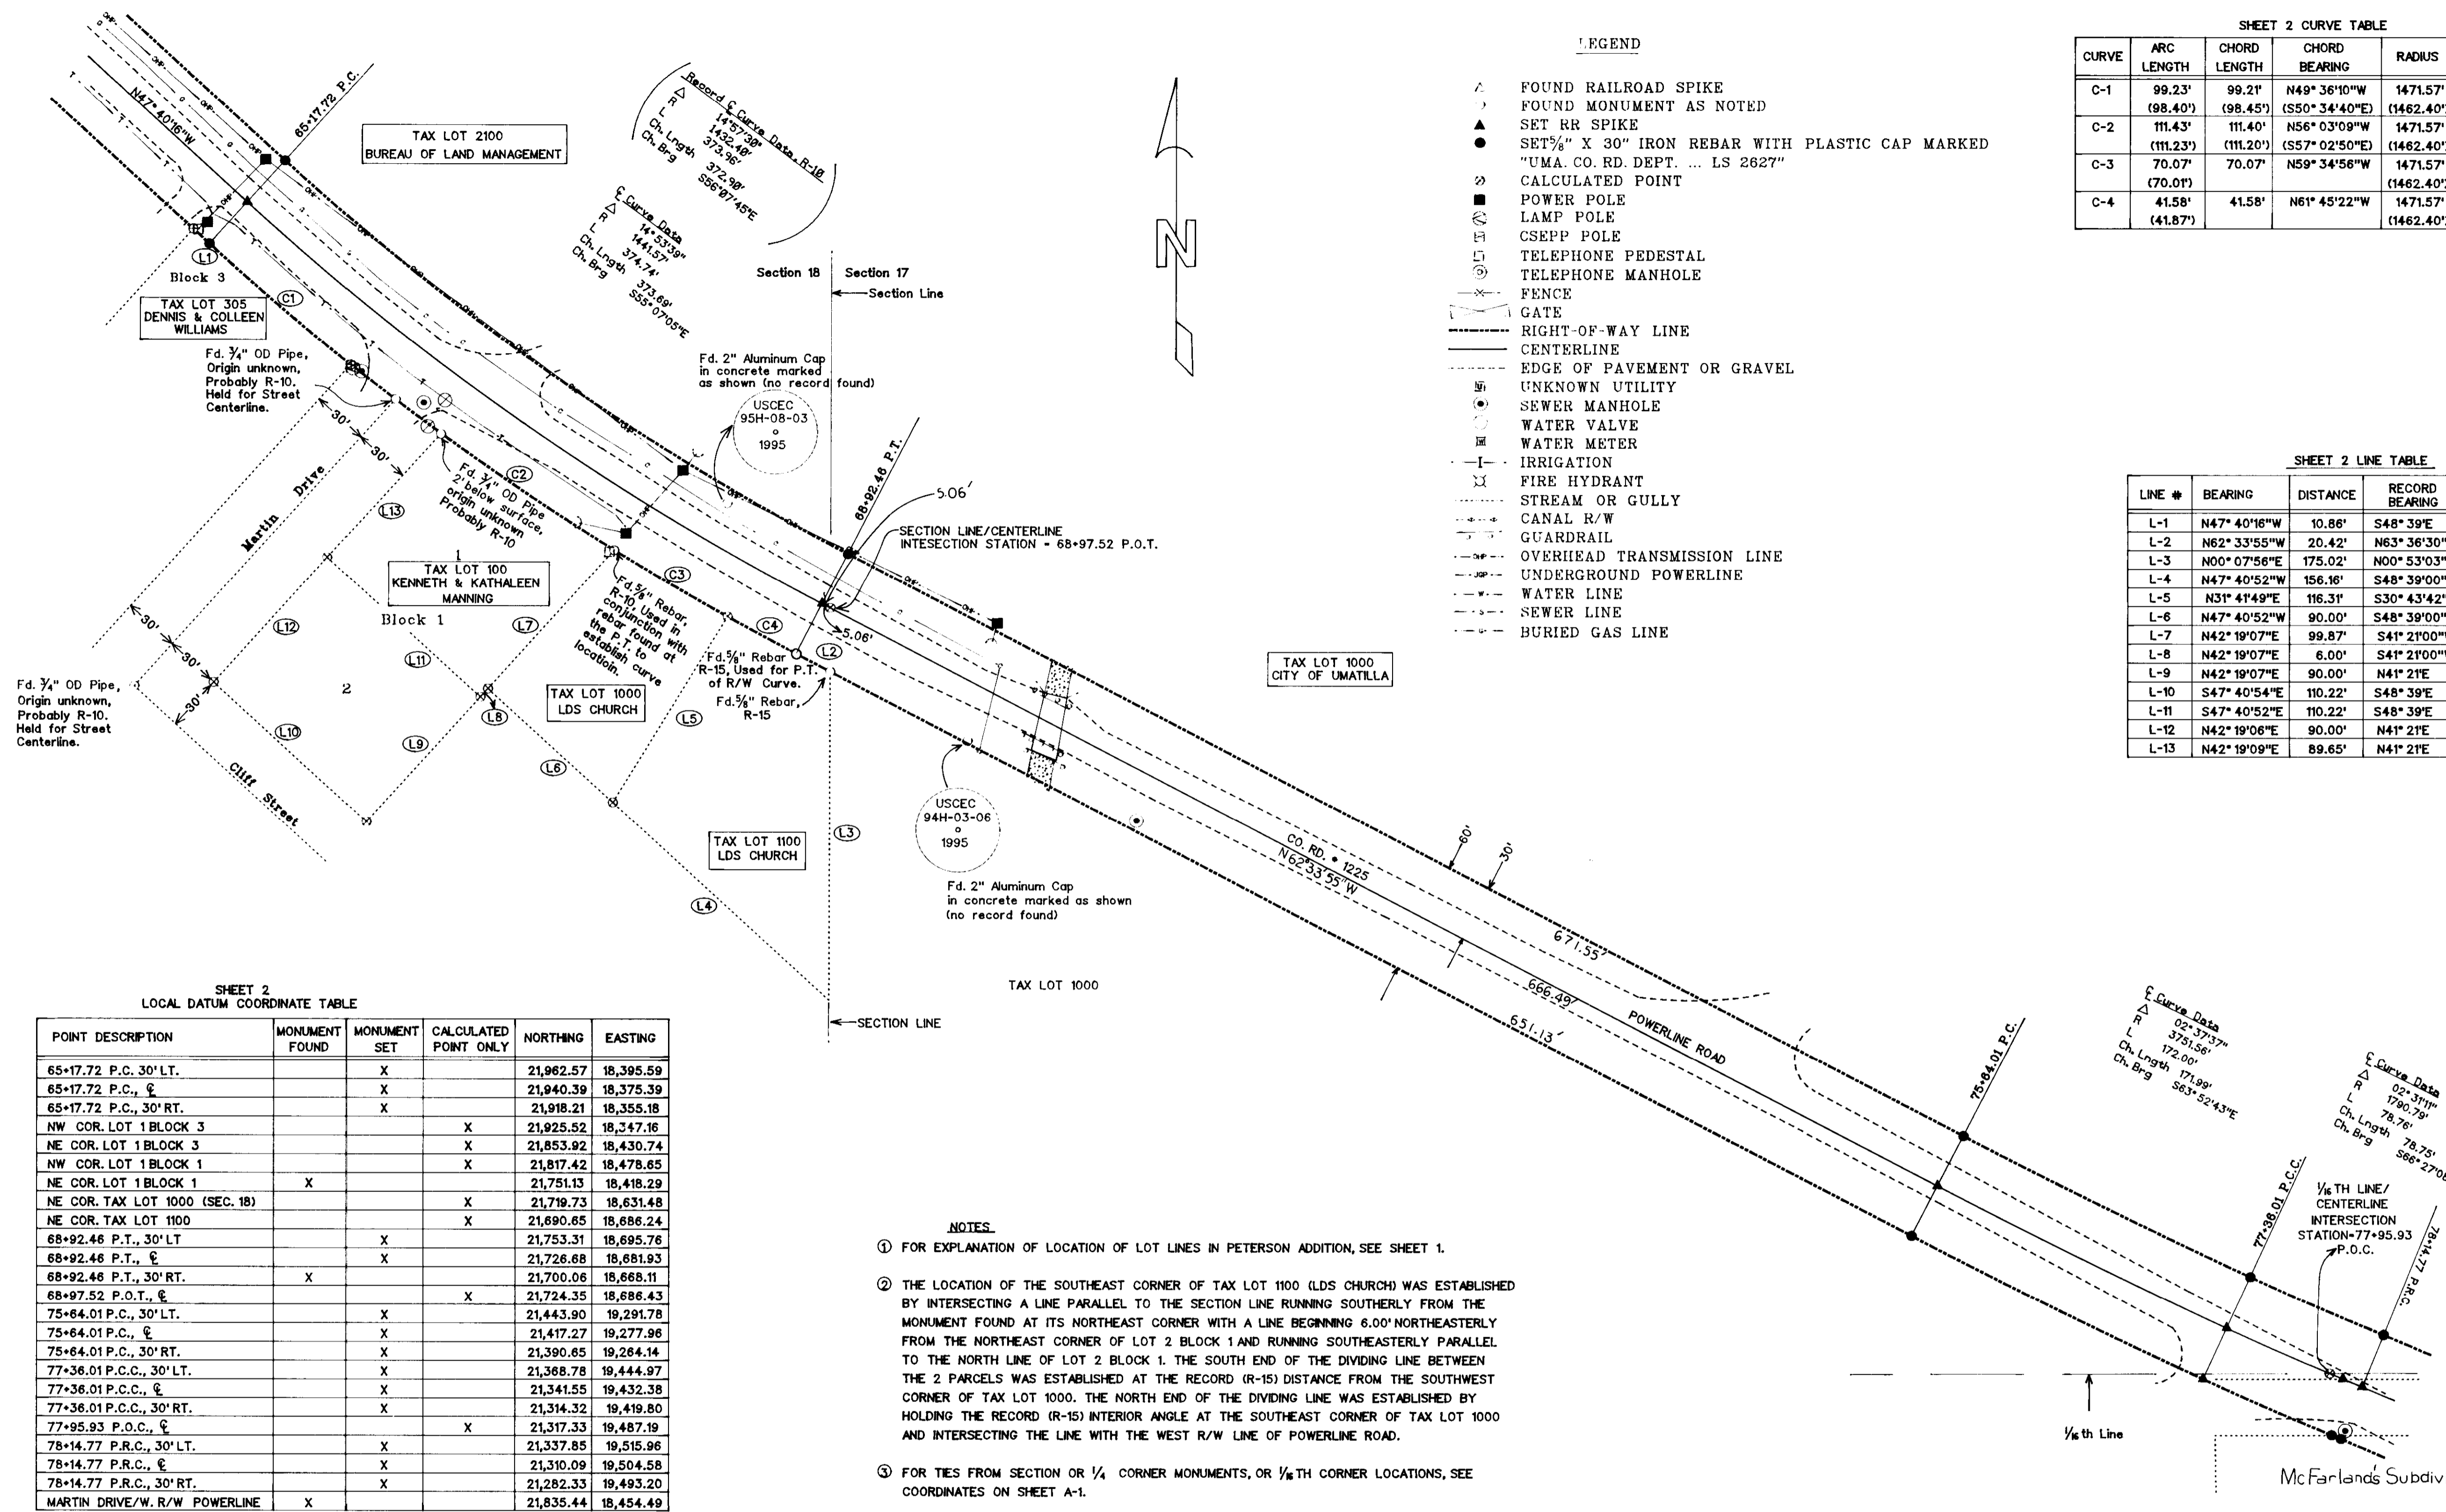 LEGEND
FOUND RAILROAD SPIKE
FOUND MONUMENT AS NOTED
SET RR SPIKE
SET 5/8" X 30" IRON REBAR WITH PLASTIC CAP MARKED
"UMA. CO. RD. DEPT. ... LS 2627"
CALCULATED POINT
POWER POLE
LAMP POLE
CSEPP POLE
TELEPHONE PEDESTAL
TELEPHONE MANHOLE
FENCE
GATE
RIGHT-OF-WAY LINE
CENTERLINE
EDGE OF PAVEMENT OR GRAVEL
UNKNOWN UTILITY
SEWER MANHOLE
WATER VALVE
WATER METER
IRRIGATION
FIRE HYDRANT
STREAM OR GULLY
CANAL R/W
GUARDRAIL
OVERHEAD TRANSMISSION LINE
UNDERGROUND POWERLINE
WATER LINE
SEWER LINE
BURIED GAS LINE
SHEET 2 CURVE TABLE
CURVE ARC LENGTH CHORD LENGTH CHORD BEARING RADIUS
C-1 99.23' 99.21' N49° 36'10"W 1471.57'
(98.40') (98.45') (S50° 34'40"E) (1462.40')
C-2 111.43' 111.40' N56° 03'09"W 1471.57'
(111.23') (111.20') (S57° 02'50"E) (1462.40')
C-3 70.07' 70.07' N59° 34'56"W 1471.57'
(70.01') (1462.40')
C-4 41.58' 41.58' N61° 45'22"W 1471.57'
(41.87') (1462.40')
SHEET 2 LINE TABLE
LINE # BEARING DISTANCE RECORD BEARING
L-1 N47° 40'16"W 10.86' S48° 39'E
L-2 N62° 33'55"W 20.42' N63° 36'30"
L-3 N00° 07'56"E 175.02' N00° 53'03"
L-4 N47° 40'52"W 156.16' S48° 39'00"
L-5 N31° 41'49"E 116.31' S30° 43'42"
L-6 N47° 40'52"W 90.00' S48° 39'00"
L-7 N42° 19'07"E 99.87' S41° 21'00"
L-8 N42° 19'07"E 6.00' S41° 21'00"
L-9 N42° 19'07"E 90.00' N41° 21'E
L-10 S47° 40'54"E 110.22' S48° 39'E
L-11 S47° 40'52"E 110.22' S48° 39'E
L-12 N42° 19'06"E 90.00' N41° 21'E
L-13 N42° 19'09"E 89.65' N41° 21'E
N47° 40'16"W
65+17.72 P.C.
TAX LOT 2100
BUREAU OF LAND MANAGEMENT
Record ℄ Curve Data, R-10
△ 14°57'30"
R 1432.40'
L 373.96'
Ch. Lngth 372.90'
Ch. Brg S56°07'45"E
℄ Curve Data
△ 14°53'39"
R 1441.57'
L 374.74'
Ch. Lngth 373.69'
Ch. Brg S55°07'05"E
Section 18
Section 17
Section Line
N
L1
Block 3
C1
TAX LOT 305
DENNIS & COLLEEN
WILLIAMS
Fd. 3/4" OD Pipe,
Origin unknown,
Probably R-10.
Held for Street
Centerline.
Fd. 2" Aluminum Cap
in concrete marked
as shown (no record found)
USCEC
95H-08-03
1995
68+92.46 P.T.
5.06'
SECTION LINE/CENTERLINE
INTESECTION STATION = 68+97.52 P.O.T.
30'
30'
Martin Drive
C2
Fd. 3/4" OD Pipe
2' below surface,
origin unknown
Probably R-10
L13
1
TAX LOT 100
KENNETH & KATHALEEN
MANNING
Block 1
L12
L7
L11
C3
Fd. 5/8" Rebar,
R-10, Used in
conjunction with
rebar found at
the P.T. to
establish curve
locatioin.
C4
5.06'
L2
Fd. 5/8" Rebar
R-15, Used for P.T.
of R/W Curve.
Fd. 5/8" Rebar,
R-15
TAX LOT 1000
CITY OF UMATILLA
30'
30'
30'
Fd. 3/4" OD Pipe,
Origin unknown,
Probably R-10.
Held for Street
Centerline.
2
L8
TAX LOT 1000
LDS CHURCH
L5
L10
L9
L6
Cliff Street
TAX LOT 1100
LDS CHURCH
L3
USCEC
94H-03-06
1995
Fd. 2" Aluminum Cap
in concrete marked as shown
(no record found)
L4
60'
30'
CO. RD. # 1225
N62°33'55"W
671.55'
666.49'
651.13'
POWERLINE ROAD
TAX LOT 1000
SECTION LINE
75+64.01 P.C.
℄ Curve Data
△ 02°37'37"
R 3751.56'
L 172.00'
Ch. Lngth 171.99'
Ch. Brg S63°52'43"E
℄ Curve Data
△ 02°31'11"
R 1790.79'
L 78.76'
Ch. Lngth 78.75'
Ch. Brg S66°27'08
77+36.01 P.C.C.
1/16 TH LINE/
CENTERLINE
INTERSECTION
STATION=77+95.93
P.O.C.
78+14.77 P.R.C.
1/16 th Line
McFarland's Subdiv
SHEET 2
LOCAL DATUM COORDINATE TABLE
POINT DESCRIPTION MONUMENT FOUND MONUMENT SET CALCULATED POINT ONLY NORTHING EASTING
65+17.72 P.C. 30' LT. X 21,962.57 18,395.59
65+17.72 P.C., ℄ X 21,940.39 18,375.39
65+17.72 P.C., 30' RT. X 21,918.21 18,355.18
NW COR. LOT 1 BLOCK 3 X 21,925.52 18,347.16
NE COR. LOT 1 BLOCK 3 X 21,853.92 18,430.74
NW COR. LOT 1 BLOCK 1 X 21,817.42 18,478.65
NE COR. LOT 1 BLOCK 1 X 21,751.13 18,418.29
NE COR. TAX LOT 1000 (SEC. 18) X 21,719.73 18,631.48
NE COR. TAX LOT 1100 X 21,690.65 18,686.24
68+92.46 P.T., 30' LT X 21,753.31 18,695.76
68+92.46 P.T., ℄ X 21,726.68 18,681.93
68+92.46 P.T., 30' RT. X 21,700.06 18,668.11
68+97.52 P.O.T., ℄ X 21,724.35 18,686.43
75+64.01 P.C., 30' LT. X 21,443.90 19,291.78
75+64.01 P.C., ℄ X 21,417.27 19,277.96
75+64.01 P.C., 30' RT. X 21,390.65 19,264.14
77+36.01 P.C.C., 30' LT. X 21,368.78 19,444.97
77+36.01 P.C.C., ℄ X 21,341.55 19,432.38
77+36.01 P.C.C., 30' RT. X 21,314.32 19,419.80
77+95.93 P.O.C., ℄ X 21,317.33 19,487.19
78+14.77 P.R.C., 30' LT. X 21,337.85 19,515.96
78+14.77 P.R.C., ℄ X 21,310.09 19,504.58
78+14.77 P.R.C., 30' RT. X 21,282.33 19,493.20
MARTIN DRIVE/W. R/W POWERLINE X 21,835.44 18,454.49
NOTES
① FOR EXPLANATION OF LOCATION OF LOT LINES IN PETERSON ADDITION, SEE SHEET 1.
② THE LOCATION OF THE SOUTHEAST CORNER OF TAX LOT 1100 (LDS CHURCH) WAS ESTABLISHED
BY INTERSECTING A LINE PARALLEL TO THE SECTION LINE RUNNING SOUTHERLY FROM THE
MONUMENT FOUND AT ITS NORTHEAST CORNER WITH A LINE BEGINNING 6.00' NORTHEASTERLY
FROM THE NORTHEAST CORNER OF LOT 2 BLOCK 1 AND RUNNING SOUTHEASTERLY PARALLEL
TO THE NORTH LINE OF LOT 2 BLOCK 1. THE SOUTH END OF THE DIVIDING LINE BETWEEN
THE 2 PARCELS WAS ESTABLISHED AT THE RECORD (R-15) DISTANCE FROM THE SOUTHWEST
CORNER OF TAX LOT 1000. THE NORTH END OF THE DIVIDING LINE WAS ESTABLISHED BY
HOLDING THE RECORD (R-15) INTERIOR ANGLE AT THE SOUTHEAST CORNER OF TAX LOT 1000
AND INTERSECTING THE LINE WITH THE WEST R/W LINE OF POWERLINE ROAD.
③ FOR TIES FROM SECTION OR 1/4 CORNER MONUMENTS, OR 1/16 TH CORNER LOCATIONS, SEE
COORDINATES ON SHEET A-1.